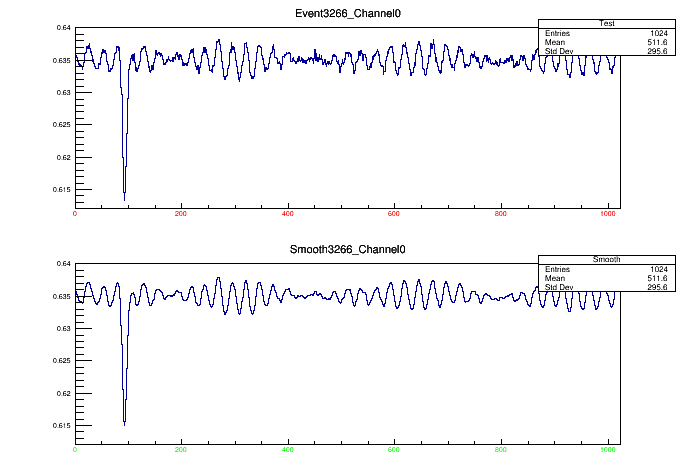 Event3266_Channel0
Test
Entries 1024
Mean 511.6
Std Dev 295.6
0.64
0.635
0.63
0.625
0.62
0.615
0 200 400 600 800 1000
Smooth3266_Channel0
Smooth
Entries 1024
Mean 511.6
Std Dev 295.6
0.64
0.635
0.63
0.625
0.62
0.615
0 200 400 600 800 1000